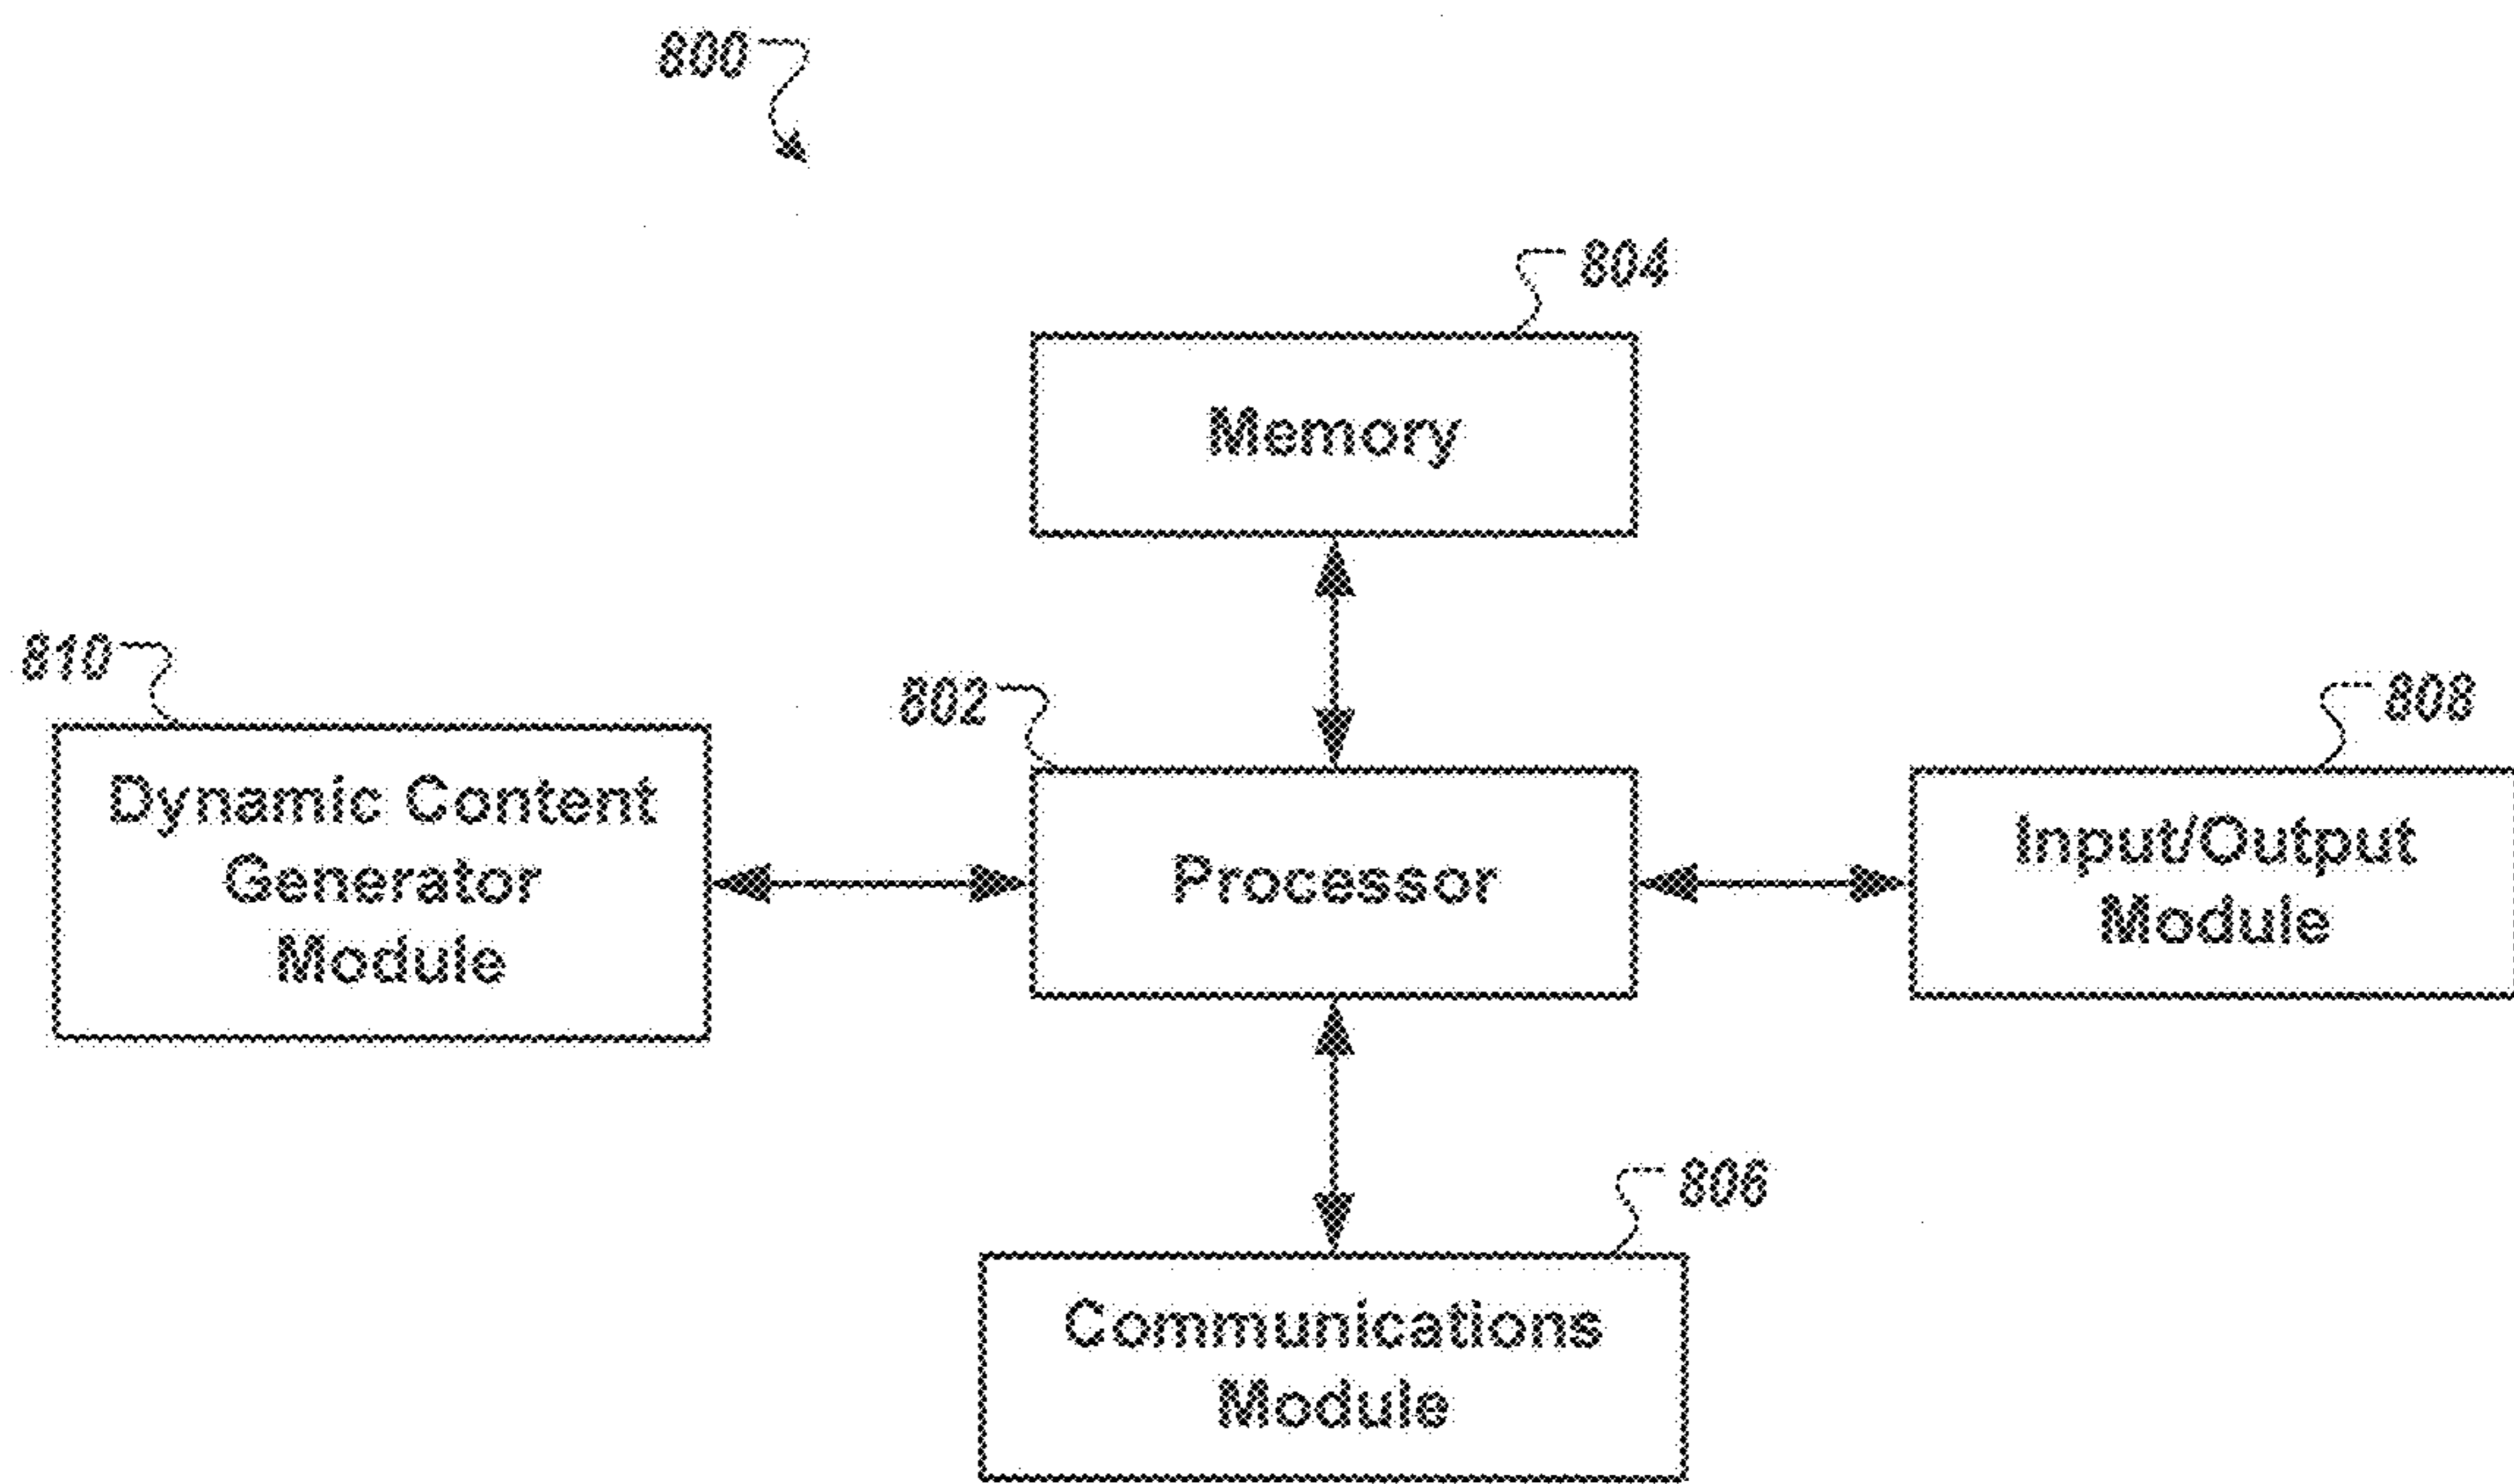 800
804
Memory
810
802
808
Dynamic Content
Generator
Module
Processor
Input/Output
Module
806
Communications
Module